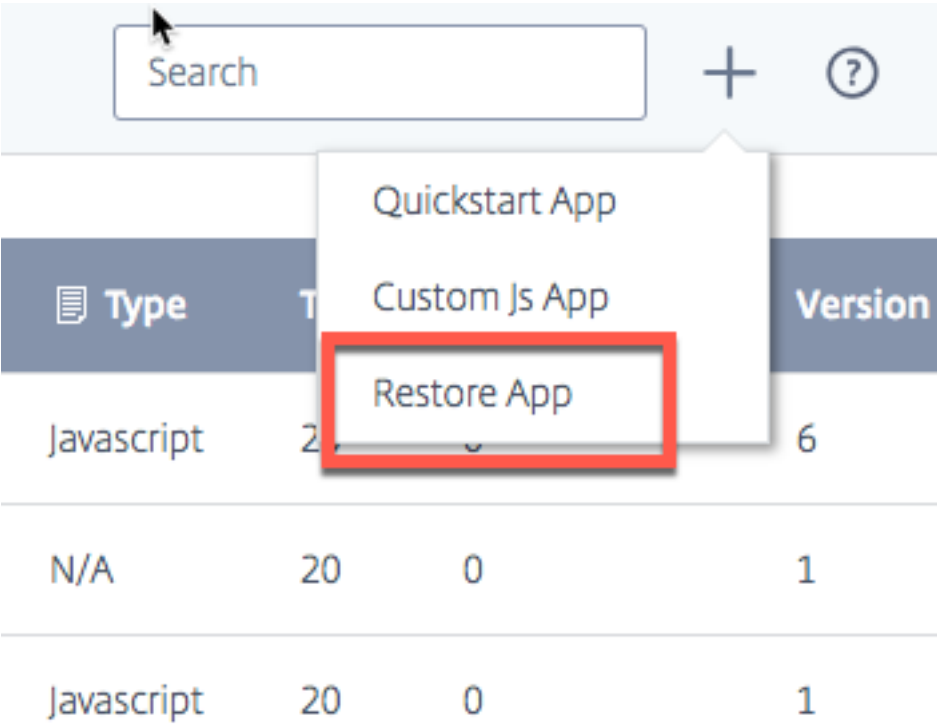 Search
?
Quickstart App
Custom Js App
Restore App
Type T Version
Javascript 6
N/A 20 0 1
Javascript 20 0 1